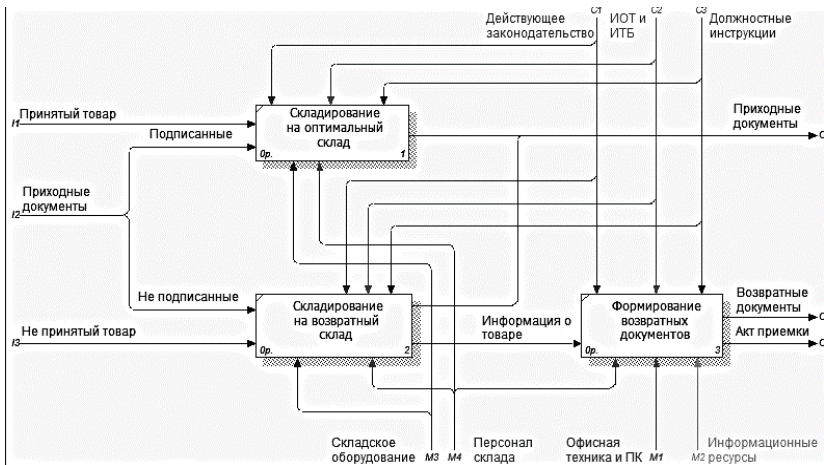 Действующее
законодательство
C1
ИОТ и
ИТБ
C2
C3
Должностные
инструкции
I1
Принятый товар
Подписанные
Складирование
на оптимальный
склад
0р.
1
Приходные
документы
I2
Приходные
документы
Не подписанные
I3
Не принятый товар
Складирование
на возвратный
склад
0р.
2
Информация о
товаре
Формирование
возвратных
документов
0р.
3
Возвратные
документы
Акт приемки
Складское
оборудование
M3
M4
Персонал
склада
Офисная
техника и ПК
M1
M2
Информационные
ресурсы